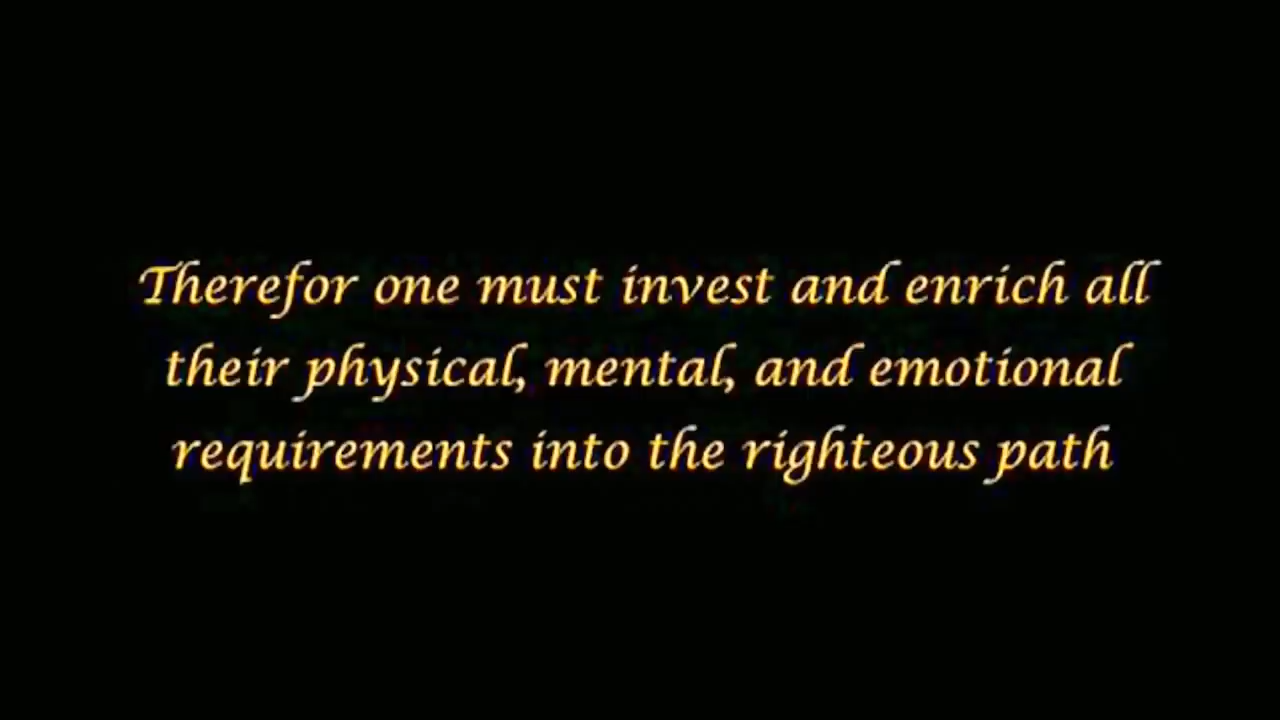 Therefor one must invest and enrich all
their physical, mental, and emotional
requirements into the righteous path